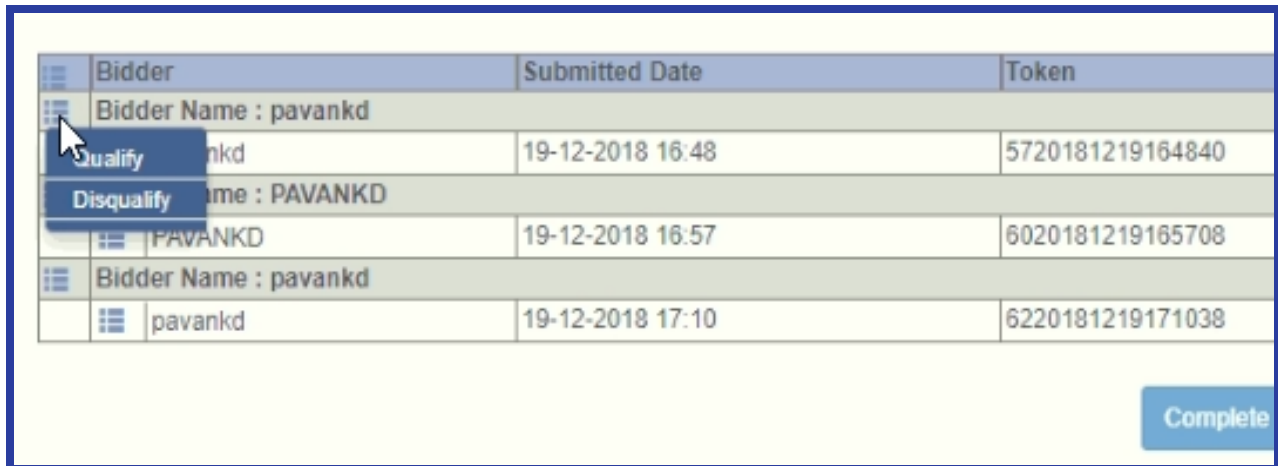 Bidder Submitted Date Token
Bidder Name : pavankd
Qualify nkd 19-12-2018 16:48 5720181219164840
Disqualify me : PAVANKD
PAVANKD 19-12-2018 16:57 6020181219165708
Bidder Name : pavankd
pavankd 19-12-2018 17:10 6220181219171038
Complete